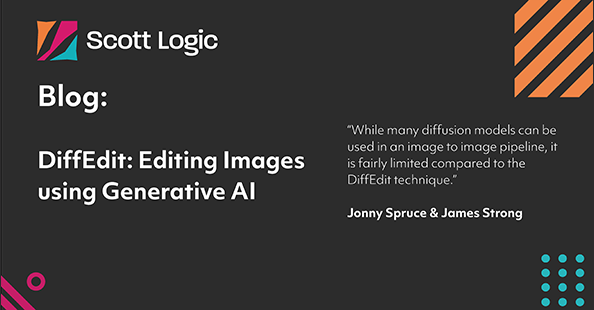 Scott Logic
Blog:
DiffEdit: Editing Images
using Generative AI
"While many diffusion models can be
used in an image to image pipeline, it
is fairly limited compared to the
DiffEdit technique."
Jonny Spruce & James Strong